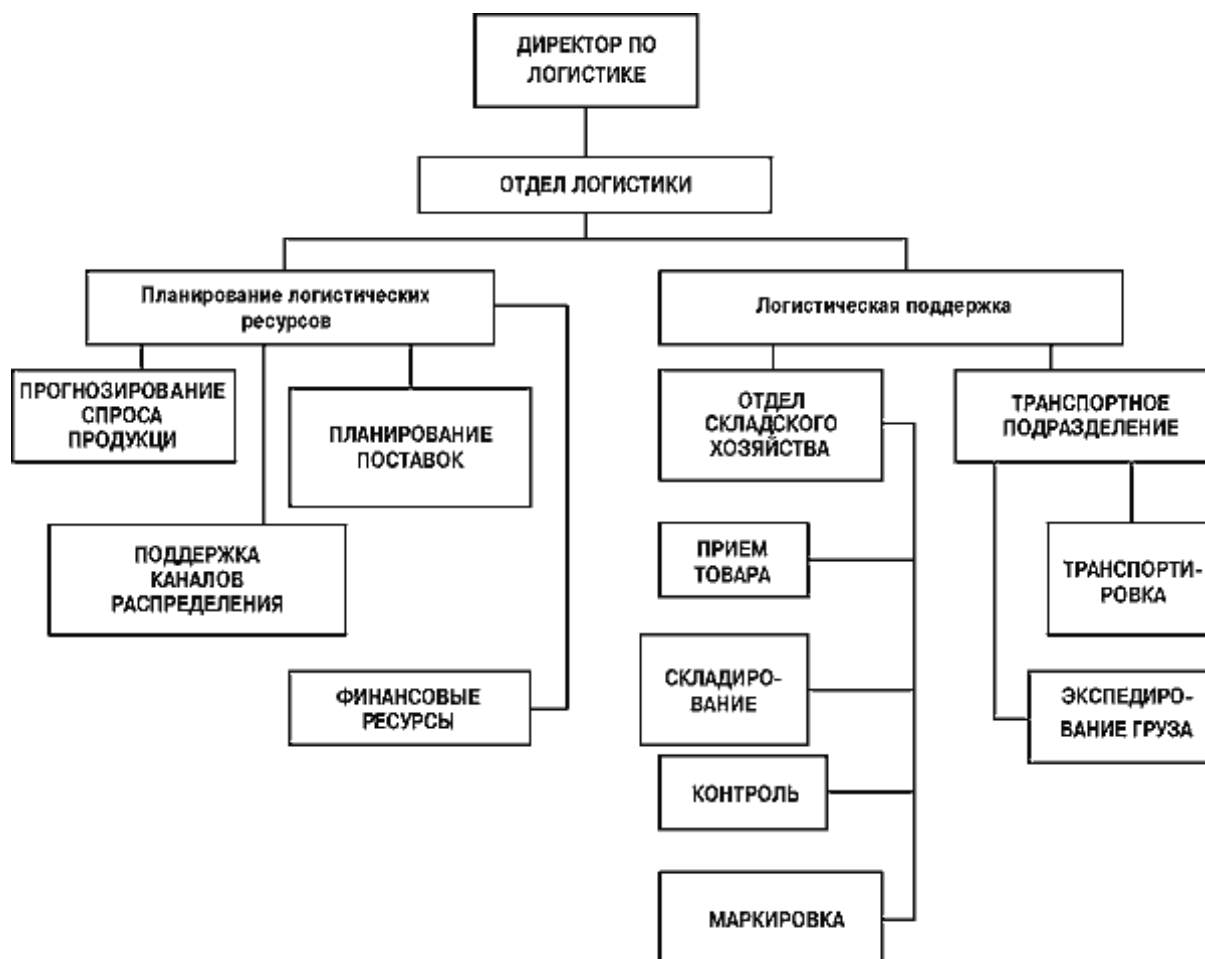 ДИРЕКТОР ПО
ЛОГИСТИКЕ
ОТДЕЛ ЛОГИСТИКИ
Планирование логистических
ресурсов
Логистическая поддержка
ПРОГНОЗИРОВАНИЕ
СПРОСА
ПРОДУКЦИ
ПЛАНИРОВАНИЕ
ПОСТАВОК
ОТДЕЛ
СКЛАДСКОГО
ХОЗЯЙСТВА
ТРАНСПОРТНОЕ
ПОДРАЗДЕЛЕНИЕ
ПОДДЕРЖКА
КАНАЛОВ
РАСПРЕДЕЛЕНИЯ
ПРИЕМ
ТОВАРА
ТРАНСПОРТИ-
РОВКА
ФИНАНСОВЫЕ
РЕСУРСЫ
СКЛАДИРО-
ВАНИЕ
ЭКСПЕДИРО-
ВАНИЕ ГРУЗА
КОНТРОЛЬ
МАРКИРОВКА